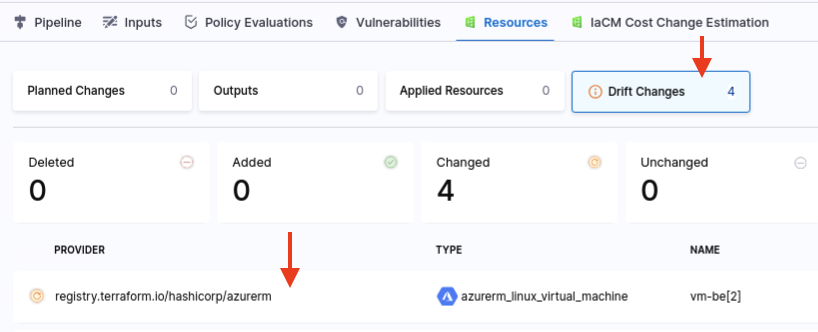 Pipeline Inputs Policy Evaluations Vulnerabilities Resources IaCM Cost Change Estimation
Planned Changes 0 Outputs 0 Applied Resources 0 Drift Changes 4
Deleted Added Changed Unchanged
0 0 4 0
PROVIDER TYPE NAME
registry.terraform.io/hashicorp/azurerm azurerm_linux_virtual_machine vm-be[2]